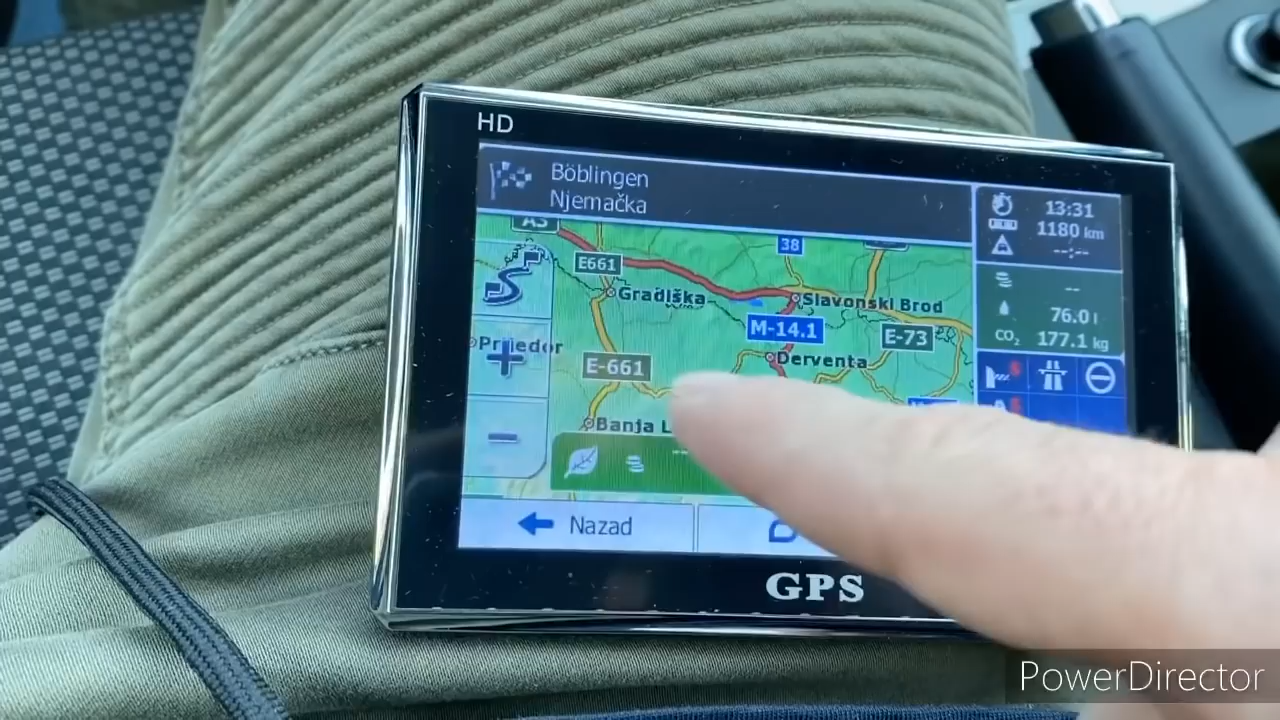 HD
Böblingen
Njemačka
13:31
1180 km
--:--
A3
38
E661
Gradiška
Slavonski Brod
--
M-14.1
E-73
76.0 l
CO₂ 177.1 kg
Prijedor
+
Derventa
E-661
Banja L
--
−
Nazad
GPS
PowerDirector